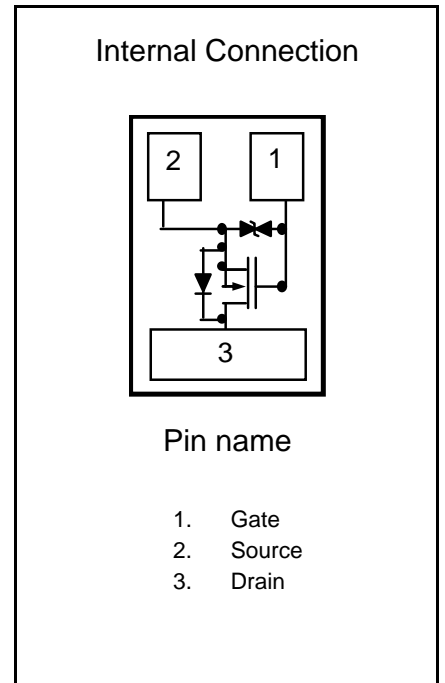 Internal Connection
2 1
3
Pin name
1. Gate
2. Source
3. Drain